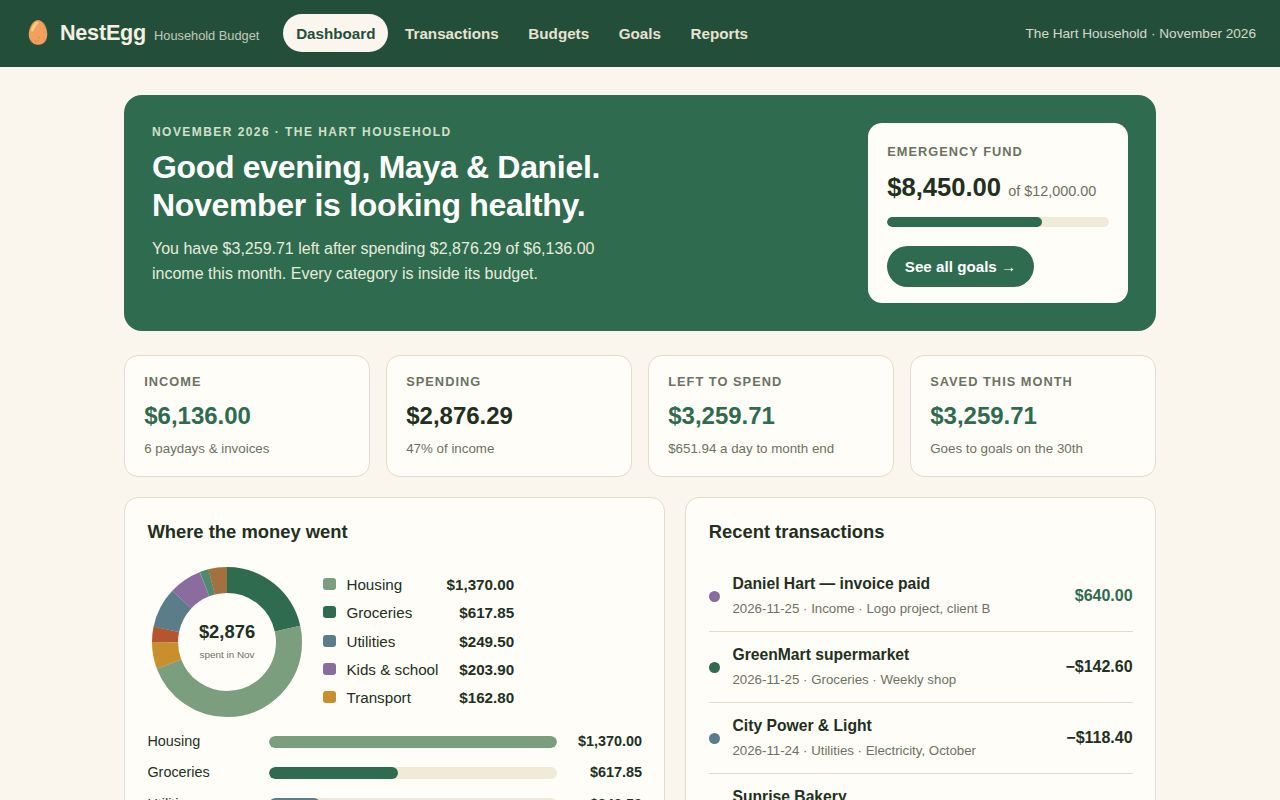 NestEgg Household Budget
Dashboard
Transactions
Budgets
Goals
Reports
The Hart Household · November 2026
NOVEMBER 2026 · THE HART HOUSEHOLD
Good evening, Maya & Daniel.
November is looking healthy.
You have $3,259.71 left after spending $2,876.29 of $6,136.00
income this month. Every category is inside its budget.
EMERGENCY FUND
$8,450.00 of $12,000.00
See all goals →
INCOME
$6,136.00
6 paydays & invoices
SPENDING
$2,876.29
47% of income
LEFT TO SPEND
$3,259.71
$651.94 a day to month end
SAVED THIS MONTH
$3,259.71
Goes to goals on the 30th
Where the money went
$2,876
spent in Nov
Housing $1,370.00
Groceries $617.85
Utilities $249.50
Kids & school $203.90
Transport $162.80
Housing $1,370.00
Groceries $617.85
Recent transactions
Daniel Hart — invoice paid
2026-11-25 · Income · Logo project, client B
$640.00
GreenMart supermarket
2026-11-25 · Groceries · Weekly shop
−$142.60
City Power & Light
2026-11-24 · Utilities · Electricity, October
−$118.40
Sunrise Bakery